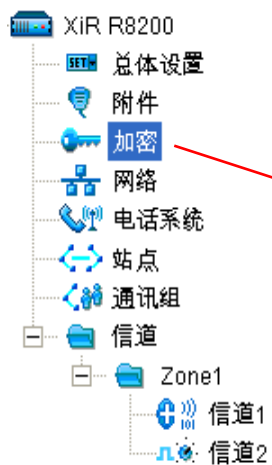 XiR R8200
SET
总体设置
附件
加密
网络
电话系统
站点
通讯组
信道
Zone1
信道1
信道2